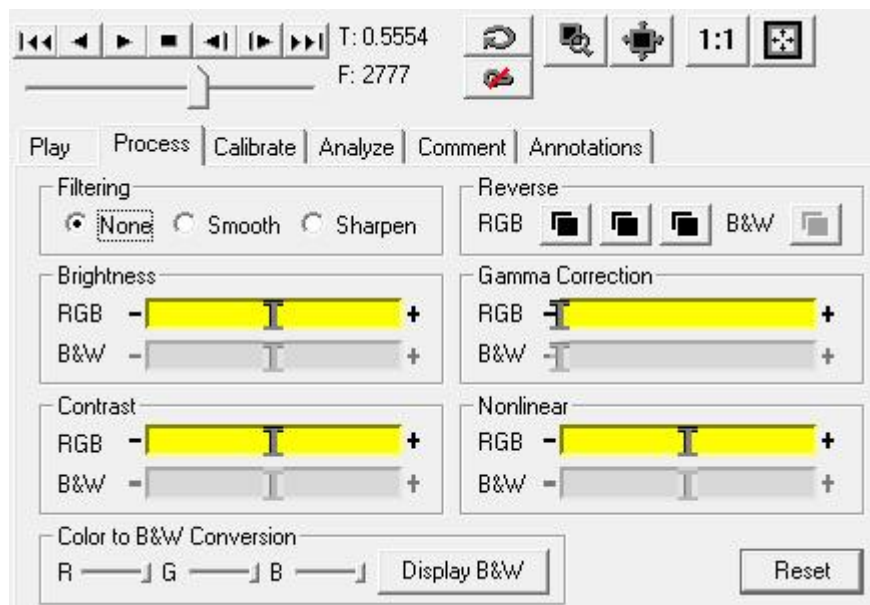 T: 0.5554
F: 2777
1:1
Play Process Calibrate Analyze Comment Annotations
Filtering
None Smooth Sharpen
Reverse
RGB B&W
Brightness
RGB - +
B&W - +
Gamma Correction
RGB - +
B&W - +
Contrast
RGB - +
B&W - +
Nonlinear
RGB - +
B&W - +
Color to B&W Conversion
R G B Display B&W
Reset